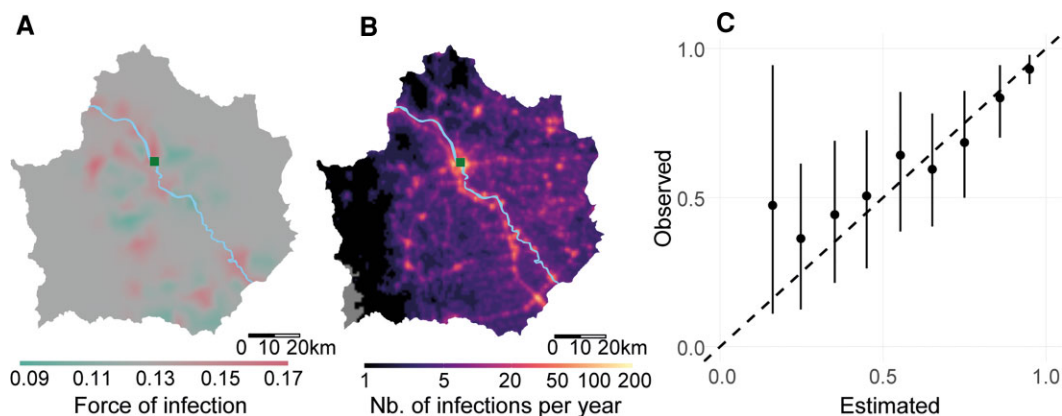 A
B
C
0 10 20km
0.09 0.11 0.13 0.15 0.17
Force of infection
0 10 20km
1 5 20 50 100 200
Nb. of infections per year
Observed
1.0
0.5
0.0
0.0 0.5 1.0
Estimated